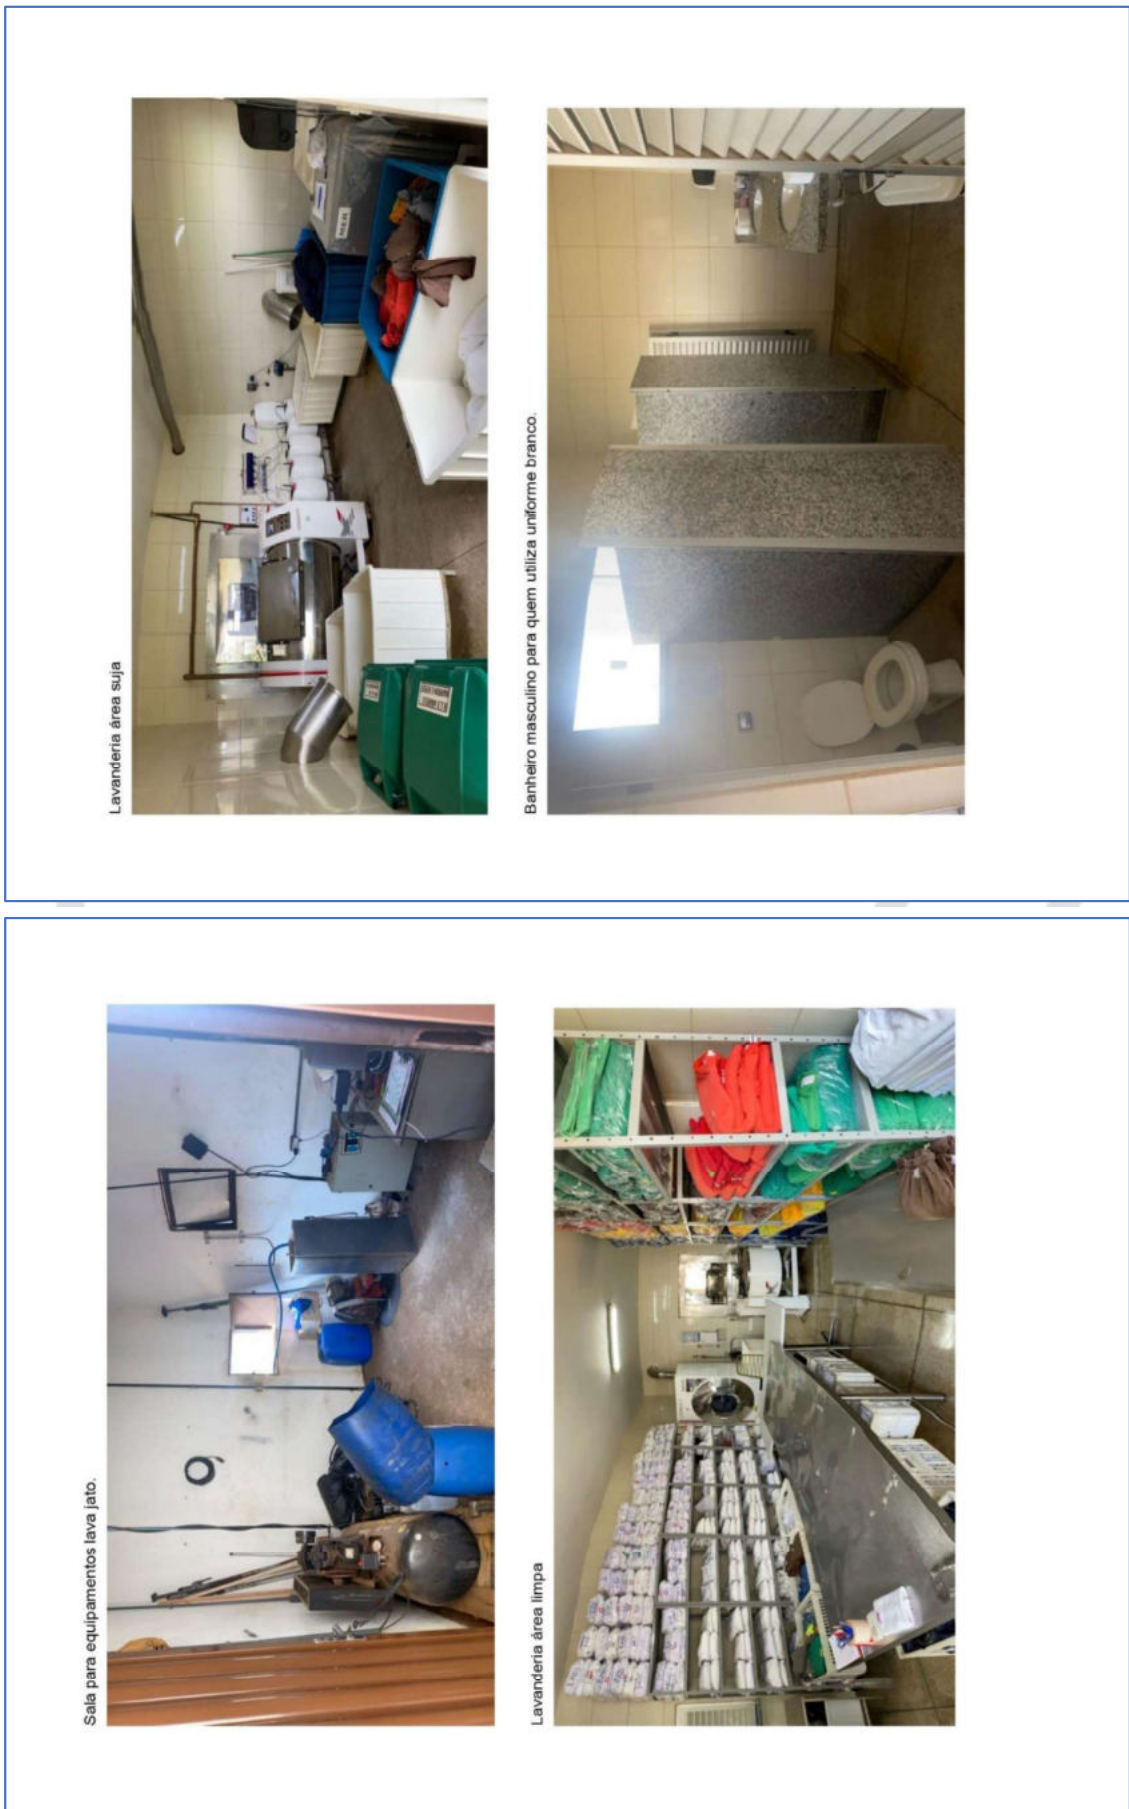 Lavanderia área suja
Banheiro masculino para quem utiliza uniforme branco.
Sala para equipamentos lava jato.
Lavanderia área limpa